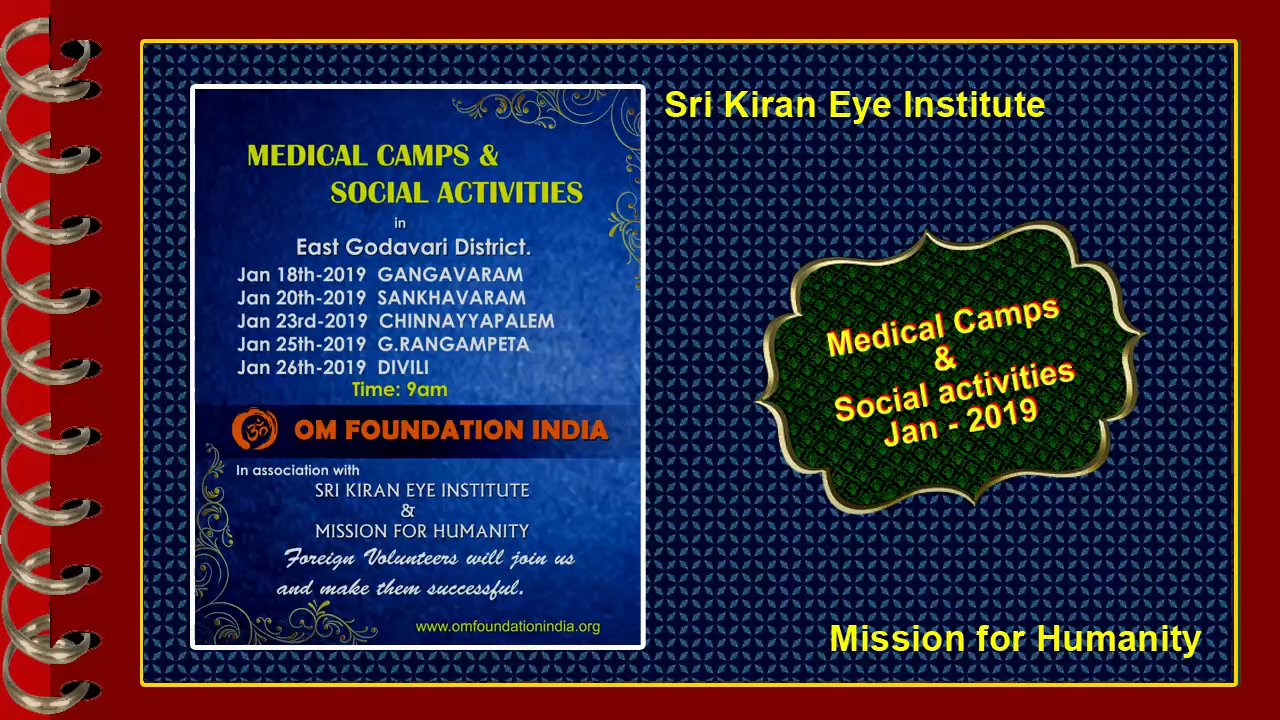 MEDICAL CAMPS &
SOCIAL ACTIVITIES
in
East Godavari District.
Jan 18th-2019 GANGAVARAM
Jan 20th-2019 SANKHAVARAM
Jan 23rd-2019 CHINNAYYAPALEM
Jan 25th-2019 G.RANGAMPETA
Jan 26th-2019 DIVILI
Time: 9am
ॐ OM FOUNDATION INDIA
In association with
SRI KIRAN EYE INSTITUTE
&
MISSION FOR HUMANITY
Foreign Volunteers will join us
and make them successful.
www.omfoundationindia.org
Sri Kiran Eye Institute
Medical Camps
&
Social activities
Jan - 2019
Mission for Humanity